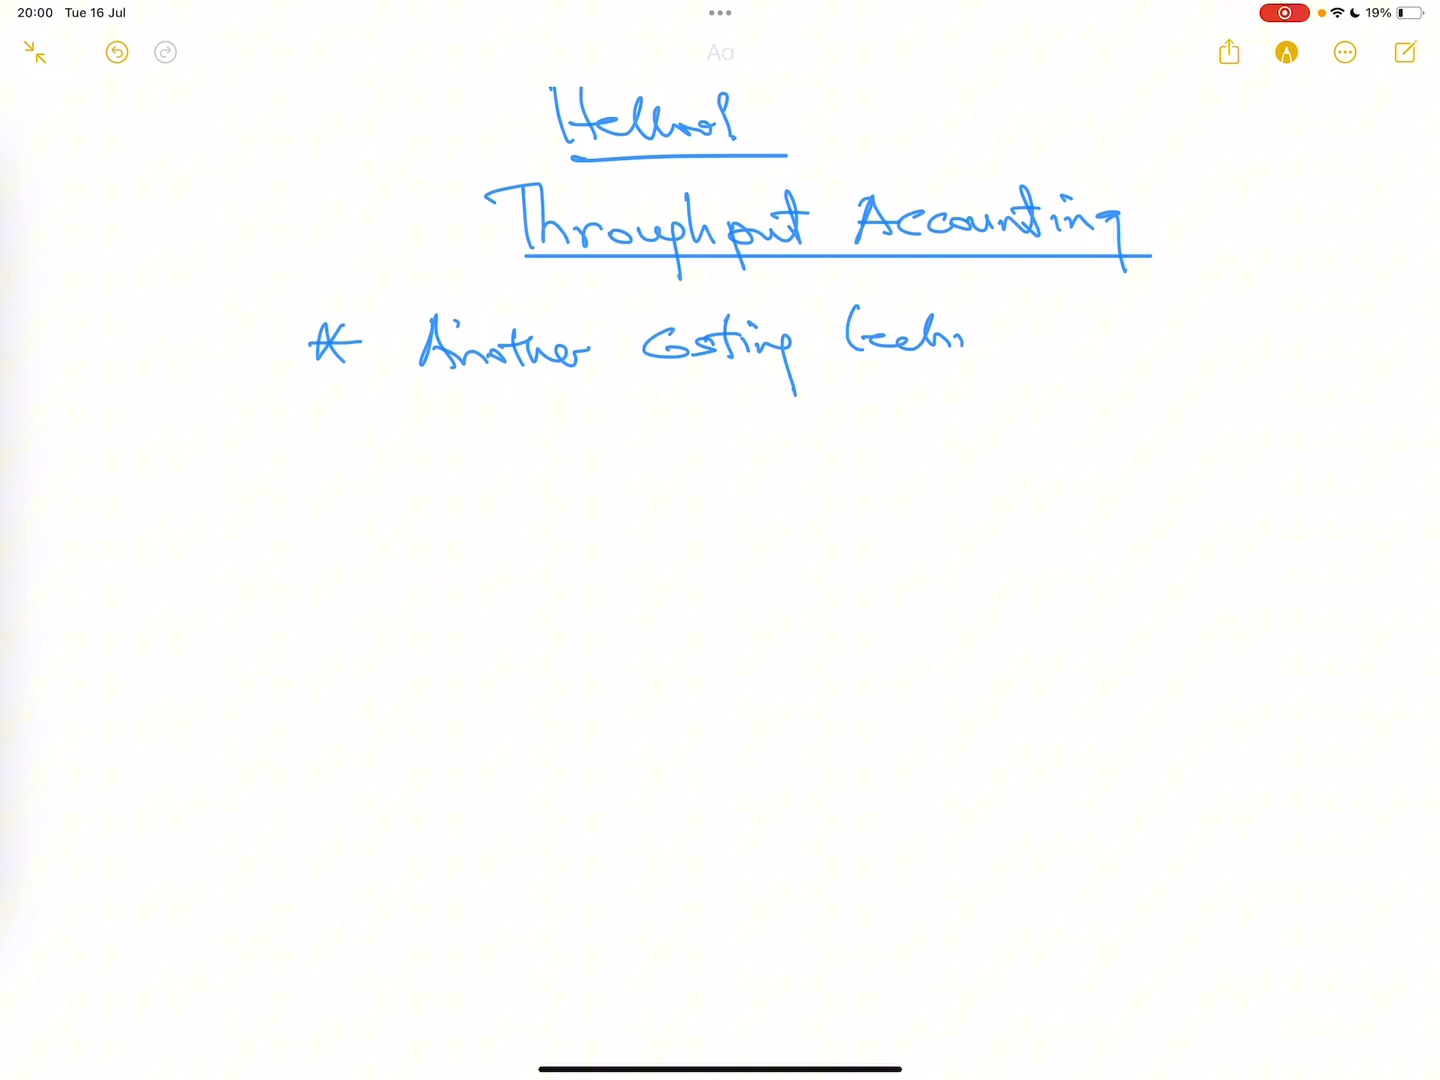 20:00 Tue 16 Jul 19%
Aa
Hello!
Throughput Accounting
* Another Costing Techn